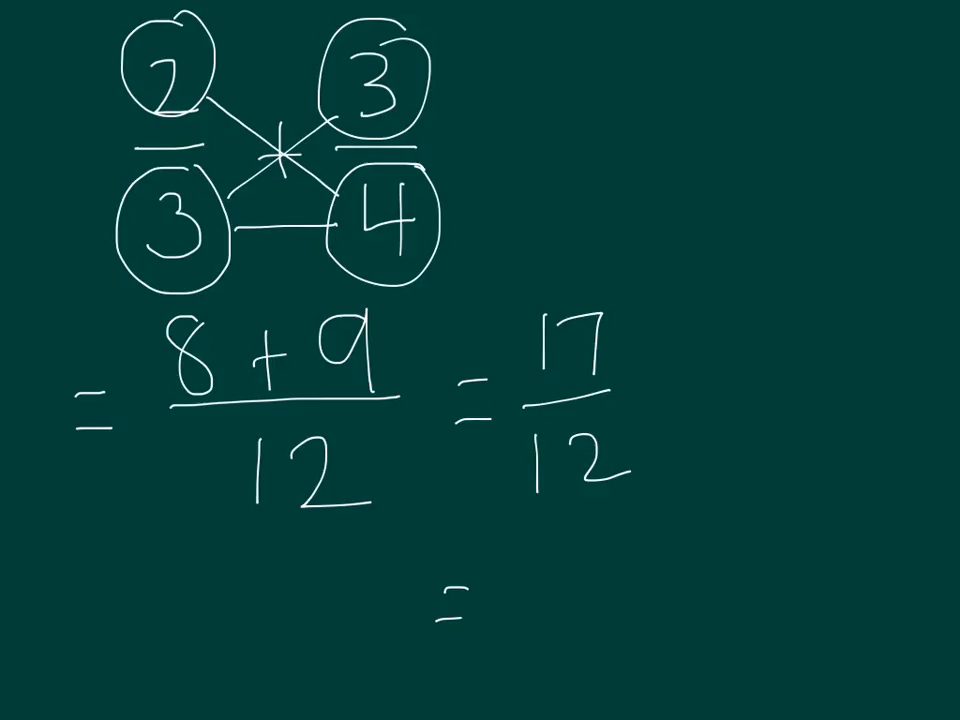 2/3 + 3/4
= 8 + 9/12 = 17/12
=